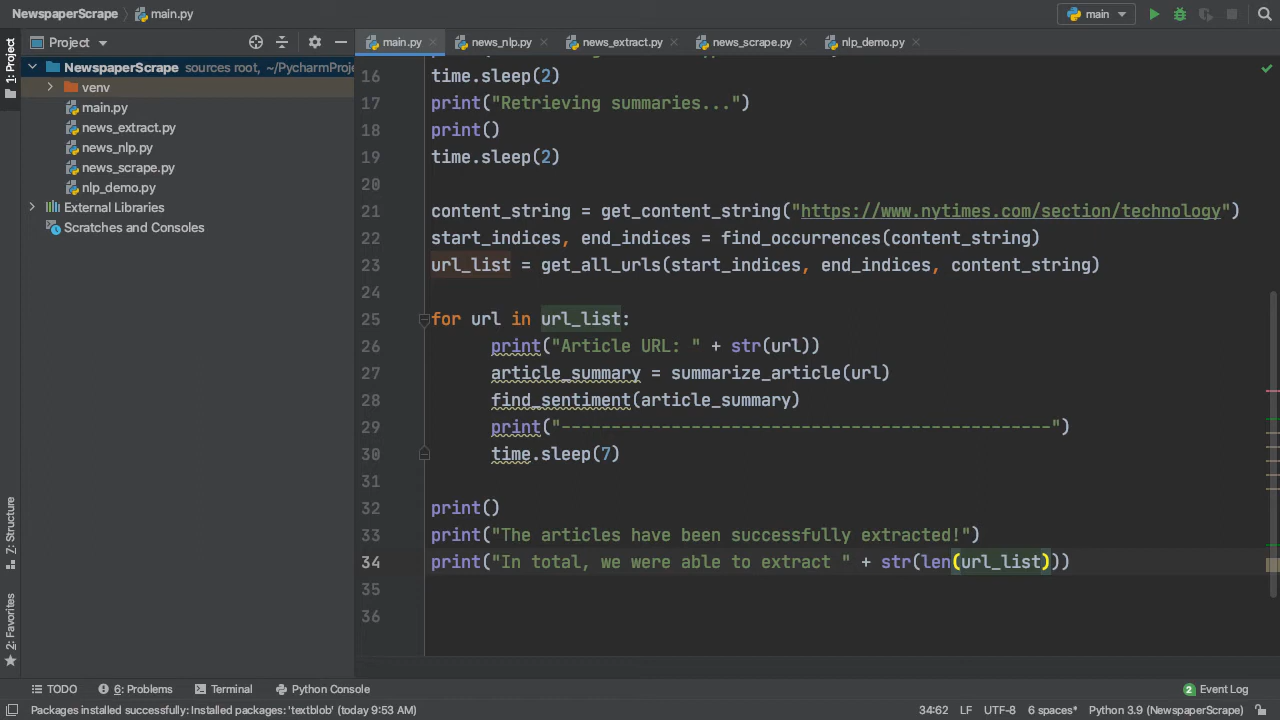 NewspaperScrape main.py main
Project main.py news_nlp.py news_extract.py news_scrape.py nlp_demo.py
1: Project
NewspaperScrape sources root, ~/PycharmProje
venv
main.py
news_extract.py
news_nlp.py
news_scrape.py
nlp_demo.py
External Libraries
Scratches and Consoles
16 time.sleep(2)
17 print("Retrieving summaries...")
18 print()
19 time.sleep(2)
20
21 content_string = get_content_string("https://www.nytimes.com/section/technology")
22 start_indices, end_indices = find_occurrences(content_string)
23 url_list = get_all_urls(start_indices, end_indices, content_string)
24
25 for url in url_list:
26 print("Article URL: " + str(url))
27 article_summary = summarize_article(url)
28 find_sentiment(article_summary)
29 print("-------------------------------------------------")
30 time.sleep(7)
31
32 print()
33 print("The articles have been successfully extracted!")
34 print("In total, we were able to extract " + str(len(url_list)))
35
36
Z: Structure
2: Favorites
TODO 6: Problems Terminal Python Console 2 Event Log
Packages installed successfully: Installed packages: 'textblob' (today 9:53 AM) 34:62 LF UTF-8 6 spaces* Python 3.9 (NewspaperScrape)